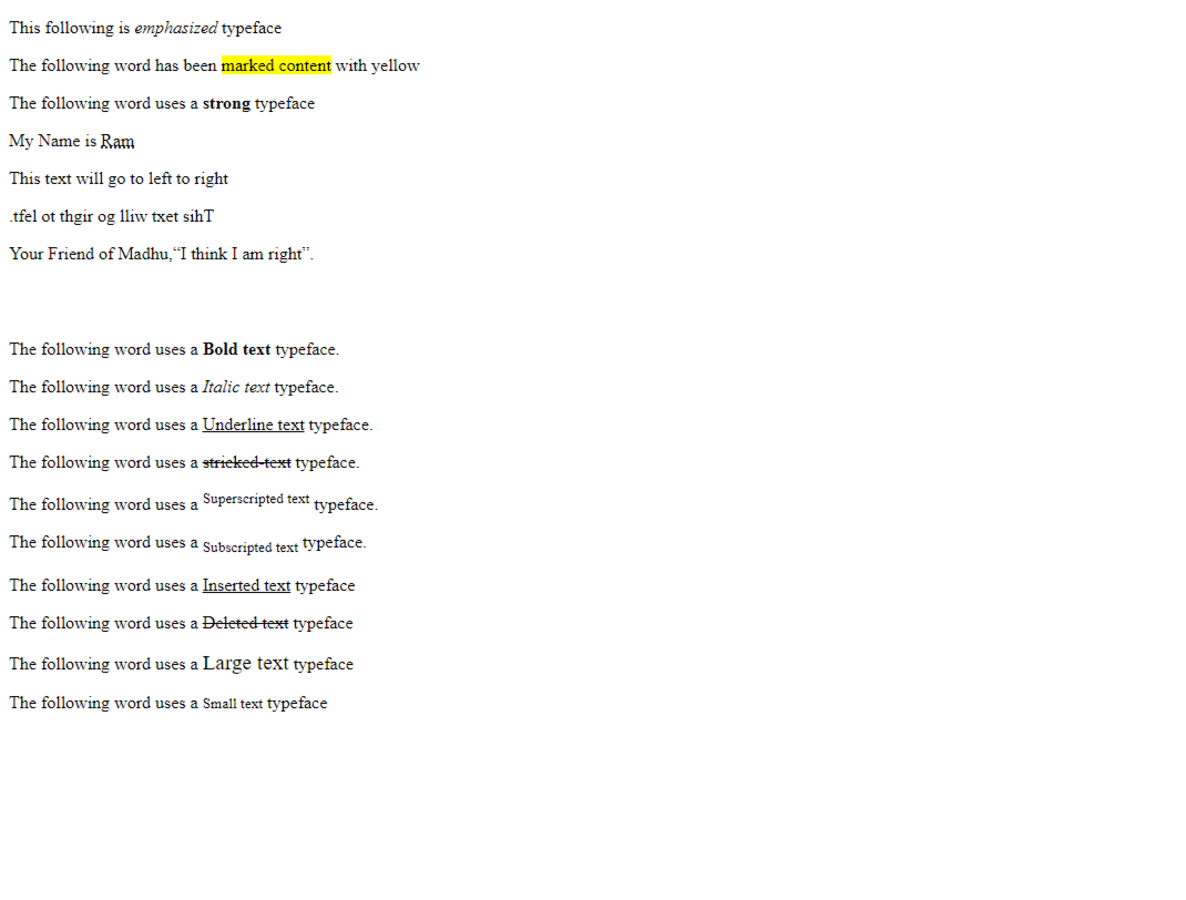 This following is emphasized typeface
The following word has been marked content with yellow
The following word uses a strong typeface
My Name is Ram
This text will go to left to right
.tfel ot thgir og lliw txet sihT
Your Friend of Madhu,“I think I am right”.
The following word uses a Bold text typeface.
The following word uses a Italic text typeface.
The following word uses a Underline text typeface.
The following word uses a stricked-text typeface.
The following word uses a Superscripted text typeface.
The following word uses a Subscripted text typeface.
The following word uses a Inserted text typeface
The following word uses a Deleted text typeface
The following word uses a Large text typeface
The following word uses a Small text typeface